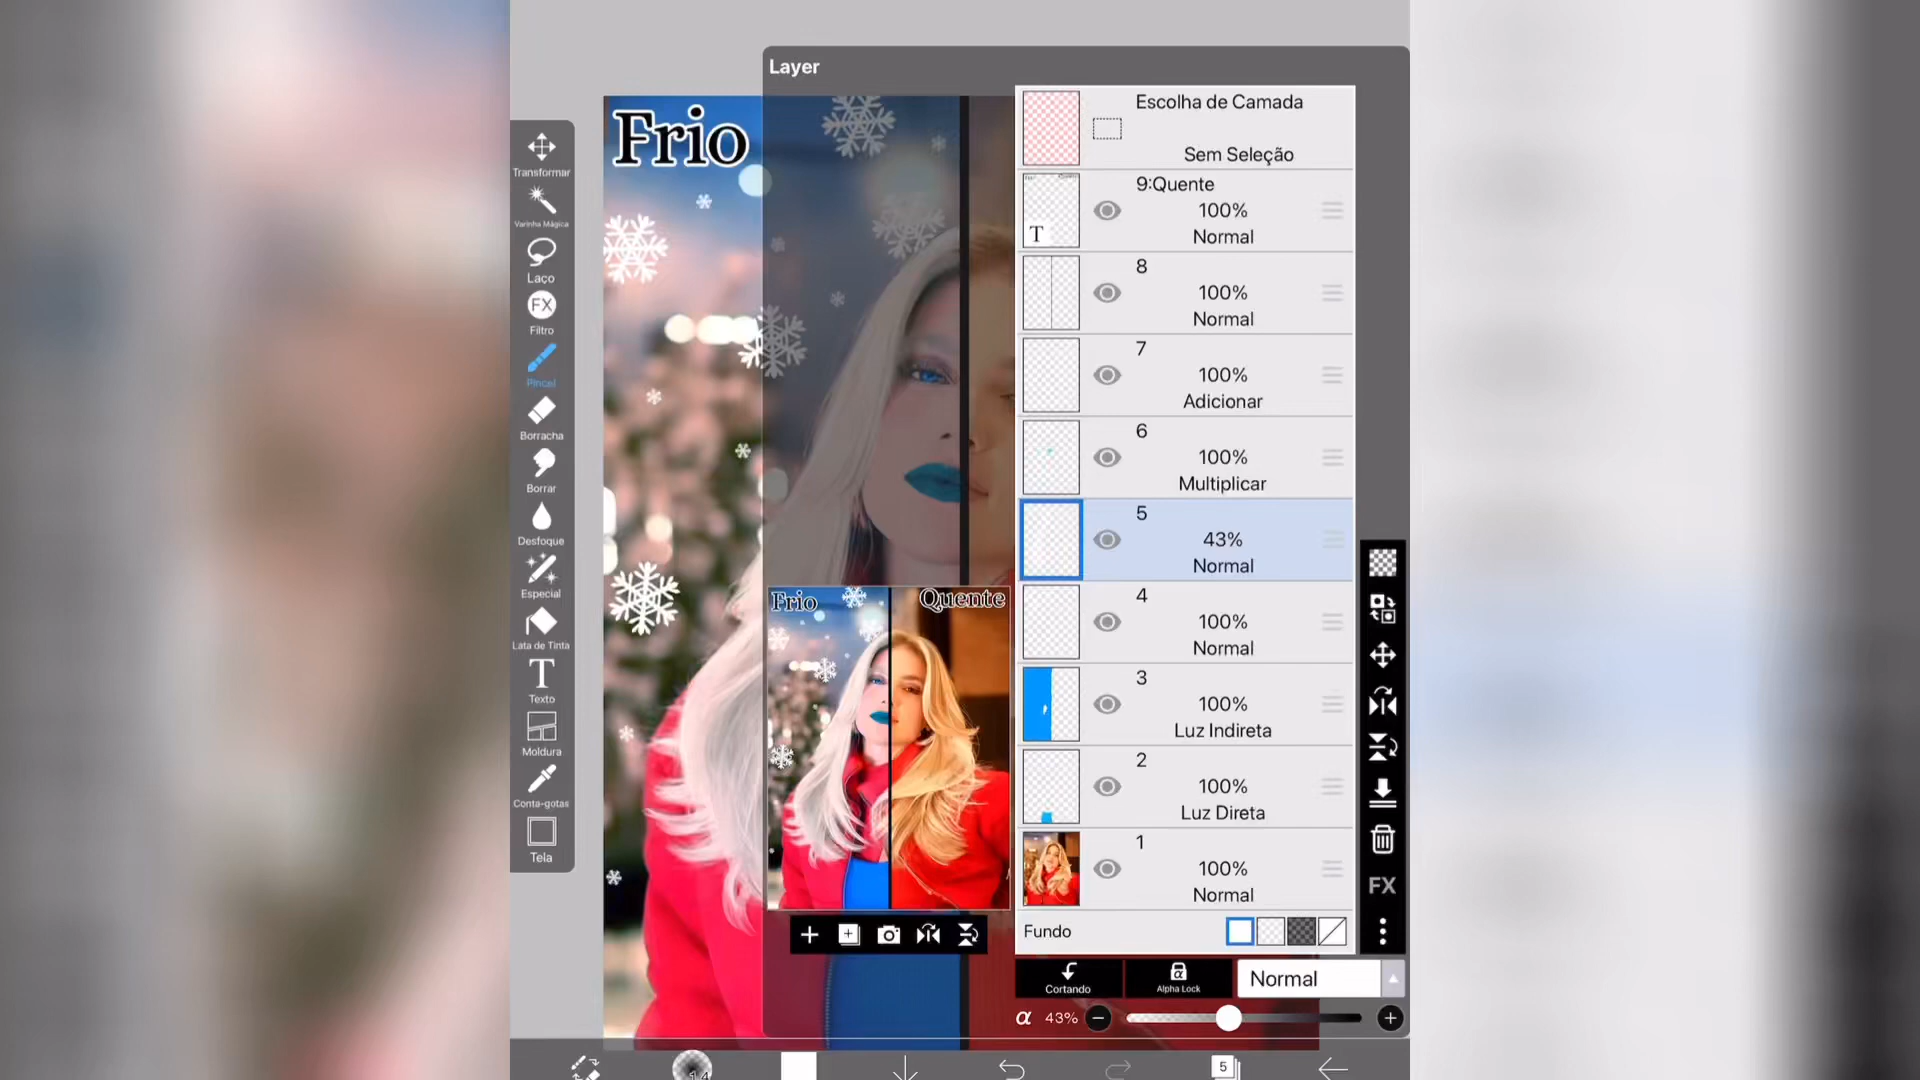 Layer
Frio
Transformar
Varinha Mágica
Laço
FX
Filtro
Pincel
Borracha
Borrar
Desfoque
Especial
Lata de Tinta
T
Texto
Moldura
Conta-gotas
Tela
Escolha de Camada
Sem Seleção
9:Quente
T
100%
Normal
8
100%
Normal
7
100%
Adicionar
6
100%
Multiplicar
5
43%
Normal
4
100%
Normal
3
100%
Luz Indireta
2
100%
Luz Direta
1
100%
Normal
Fundo
Frio
Quente
FX
Cortando
α
Alpha Lock
Normal
α 43%
5